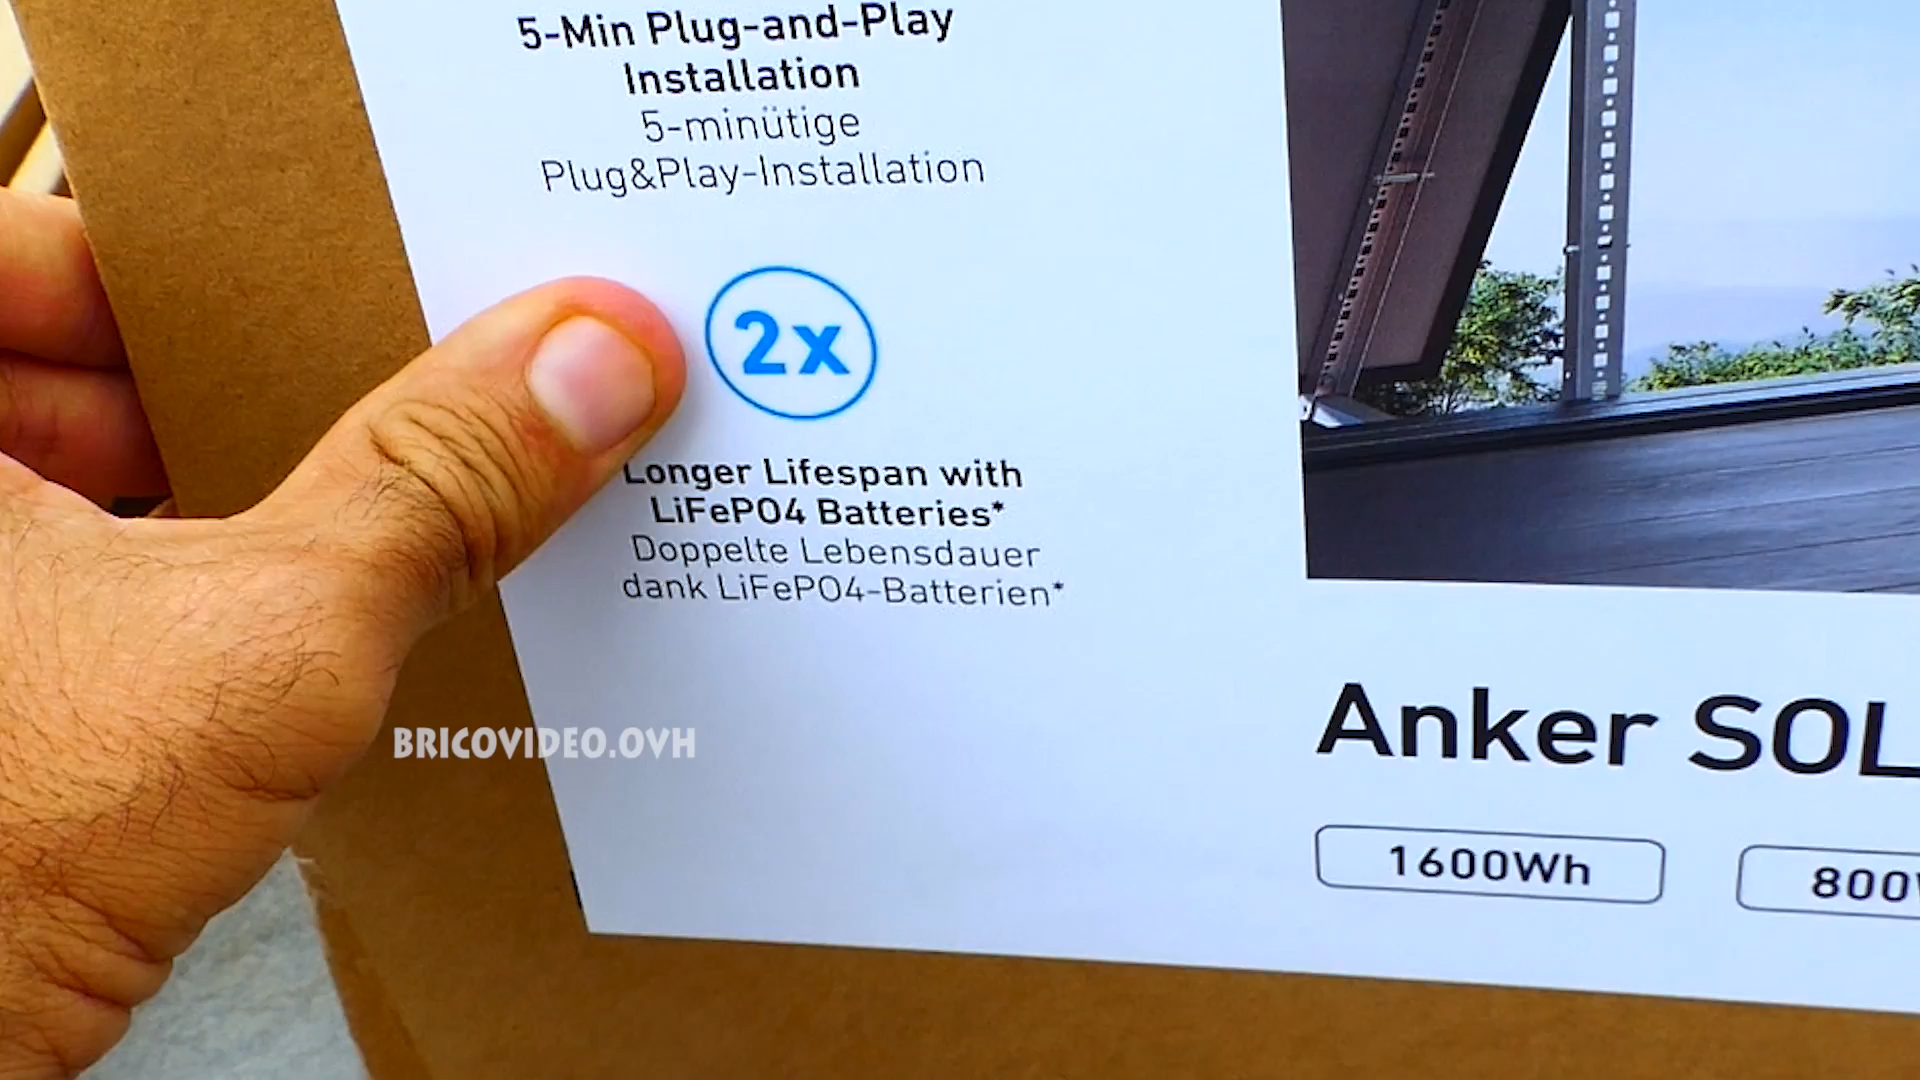 5-Min Plug-and-Play
Installation
5-minütige
Plug&Play-Installation
2x
Longer Lifespan with
LiFePO4 Batteries*
Doppelte Lebensdauer
dank LiFePO4-Batterien*
BRICOVIDEO.OVH
Anker SOL
1600Wh
800